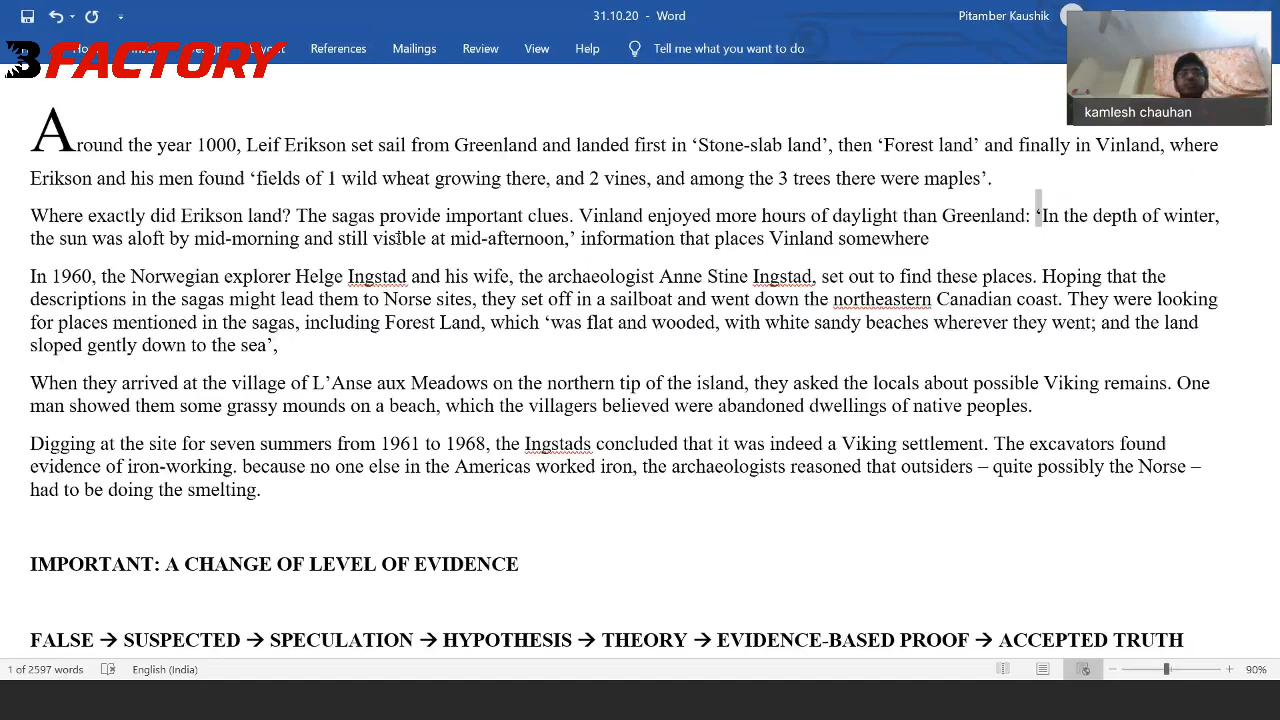 31.10.20 - Word
Pitamber Kaushik
References Mailings Review View Help Tell me what you want to do
3FACTORY
kamlesh chauhan
Around the year 1000, Leif Erikson set sail from Greenland and landed first in ‘Stone-slab land’, then ‘Forest land’ and finally in Vinland, where
Erikson and his men found ‘fields of 1 wild wheat growing there, and 2 vines, and among the 3 trees there were maples’.
Where exactly did Erikson land? The sagas provide important clues. Vinland enjoyed more hours of daylight than Greenland: ‘In the depth of winter,
the sun was aloft by mid-morning and still visible at mid-afternoon,’ information that places Vinland somewhere
In 1960, the Norwegian explorer Helge Ingstad and his wife, the archaeologist Anne Stine Ingstad, set out to find these places. Hoping that the
descriptions in the sagas might lead them to Norse sites, they set off in a sailboat and went down the northeastern Canadian coast. They were looking
for places mentioned in the sagas, including Forest Land, which ‘was flat and wooded, with white sandy beaches wherever they went; and the land
sloped gently down to the sea’,
When they arrived at the village of L’Anse aux Meadows on the northern tip of the island, they asked the locals about possible Viking remains. One
man showed them some grassy mounds on a beach, which the villagers believed were abandoned dwellings of native peoples.
Digging at the site for seven summers from 1961 to 1968, the Ingstads concluded that it was indeed a Viking settlement. The excavators found
evidence of iron-working. because no one else in the Americas worked iron, the archaeologists reasoned that outsiders – quite possibly the Norse –
had to be doing the smelting.
IMPORTANT: A CHANGE OF LEVEL OF EVIDENCE
FALSE → SUSPECTED → SPECULATION → HYPOTHESIS → THEORY → EVIDENCE-BASED PROOF → ACCEPTED TRUTH
1 of 2597 words English (India) 90%